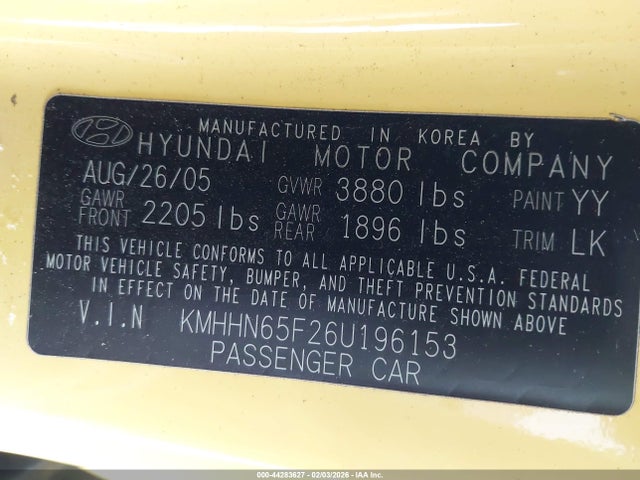 MANUFACTURED IN KOREA BY
HYUNDAI MOTOR COMPANY
AUG/26/05 GVWR 3880 lbs PAINT YY
GAWR FRONT 2205 lbs GAWR REAR 1896 lbs TRIM LK
THIS VEHICLE CONFORMS TO ALL APPLICABLE U.S.A. FEDERAL
MOTOR VEHICLE SAFETY, BUMPER, AND THEFT PREVENTION STANDARDS
IN EFFECT ON THE DATE OF MANUFACTURE SHOWN ABOVE
V.I.N KMHHN65F26U196153
PASSENGER CAR
000-44283627 - 02/03/2026 - IAA Inc.